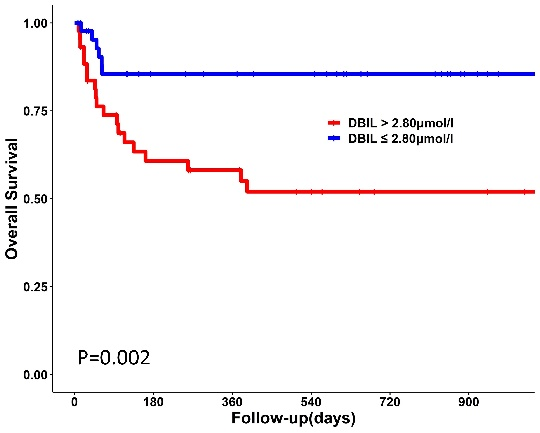 1.00
0.75
0.50
0.25
0.00
Overall Survival
DBIL > 2.80μmol/l
DBIL ≤ 2.80μmol/l
P=0.002
0 180 360 540 720 900
Follow-up(days)